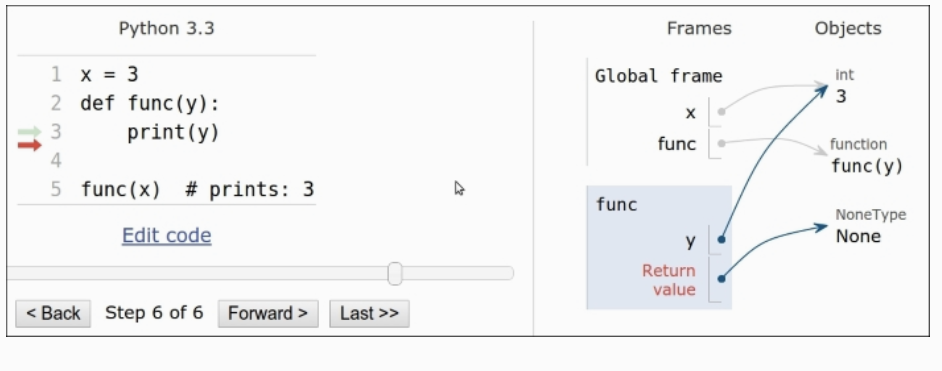 Python 3.3
1 x = 3
2 def func(y):
3     print(y)
4
5 func(x)  # prints: 3
Edit code
< Back Step 6 of 6 Forward > Last >>
Frames Objects
Global frame
x
func
int
3
function
func(y)
func
y
Return
value
NoneType
None